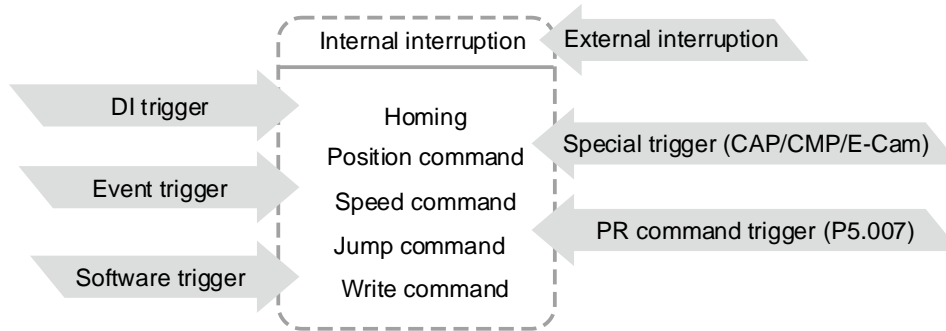 Internal interruption
External interruption
DI trigger
Homing
Position command
Special trigger (CAP/CMP/E-Cam)
Event trigger
Speed command
PR command trigger (P5.007)
Jump command
Software trigger
Write command